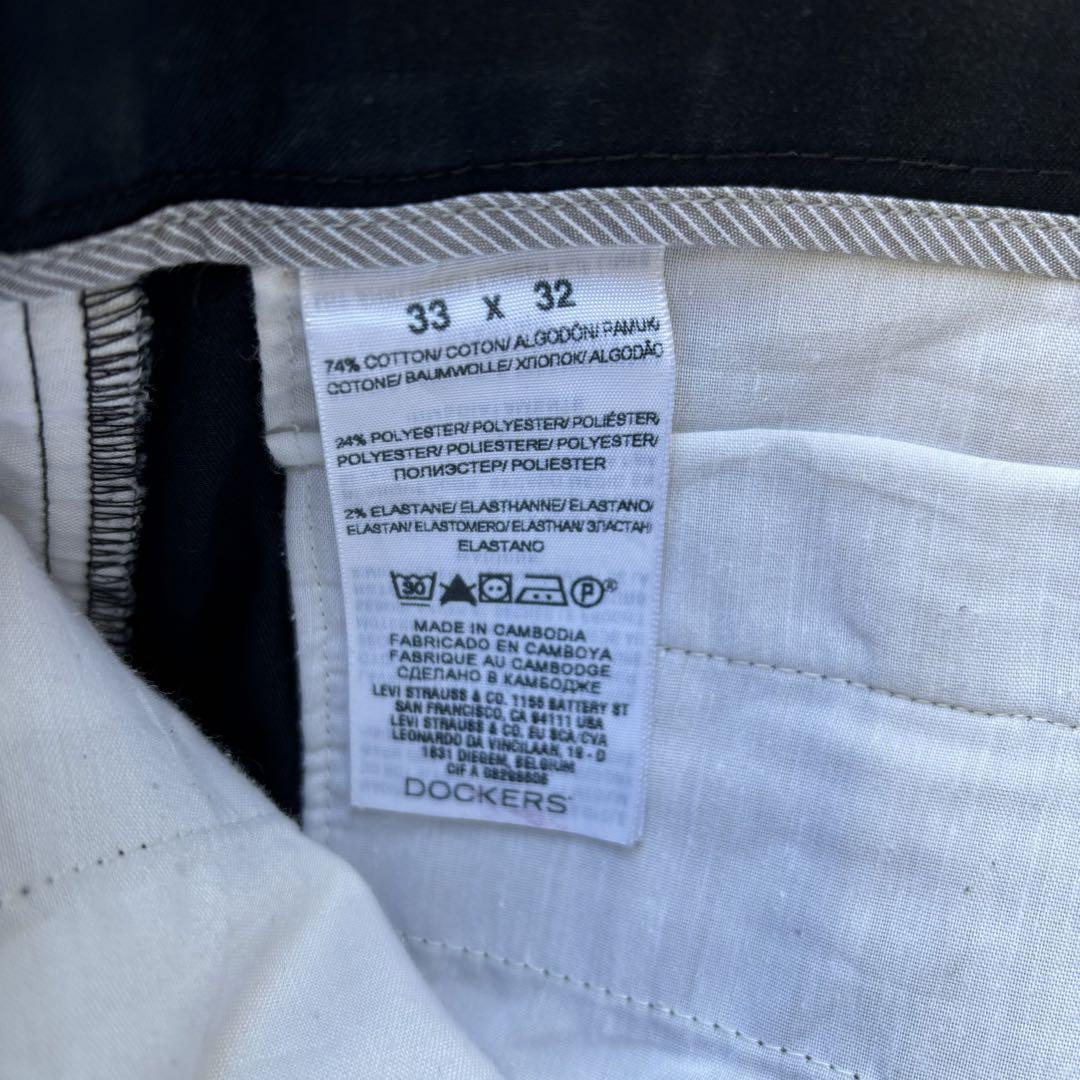 33 X 32
74% COTTON/ COTON/ ALGODÓN/ PAMUK/
COTONE/ BAUMWOLLE/ ХЛОПОК/ ALGODÃO
24% POLYESTER/ POLYESTER/ POLIÉSTER/
POLYESTER/ POLIESTERE/ POLYESTER/
ПОЛИЭСТЕР/ POLIESTER
2% ELASTANE/ ELASTHANNE/ ELASTANO/
ELASTAN/ ELASTOMERO/ ELASTHAN/ ЭЛАСТАН/
ELASTANO
30 P®
MADE IN CAMBODIA
FABRICADO EN CAMBOYA
FABRIQUE AU CAMBODGE
СДЕЛАНО В КАМБОДЖЕ
LEVI STRAUSS & CO. 1155 BATTERY ST
SAN FRANCISCO, CA 94111 USA
LEVI STRAUSS & CO. EU SCA/CVA
LEONARDO DA VINCILAAN, 19 - D
1831 DIEGEM, BELGIUM
CIF A
DOCKERS